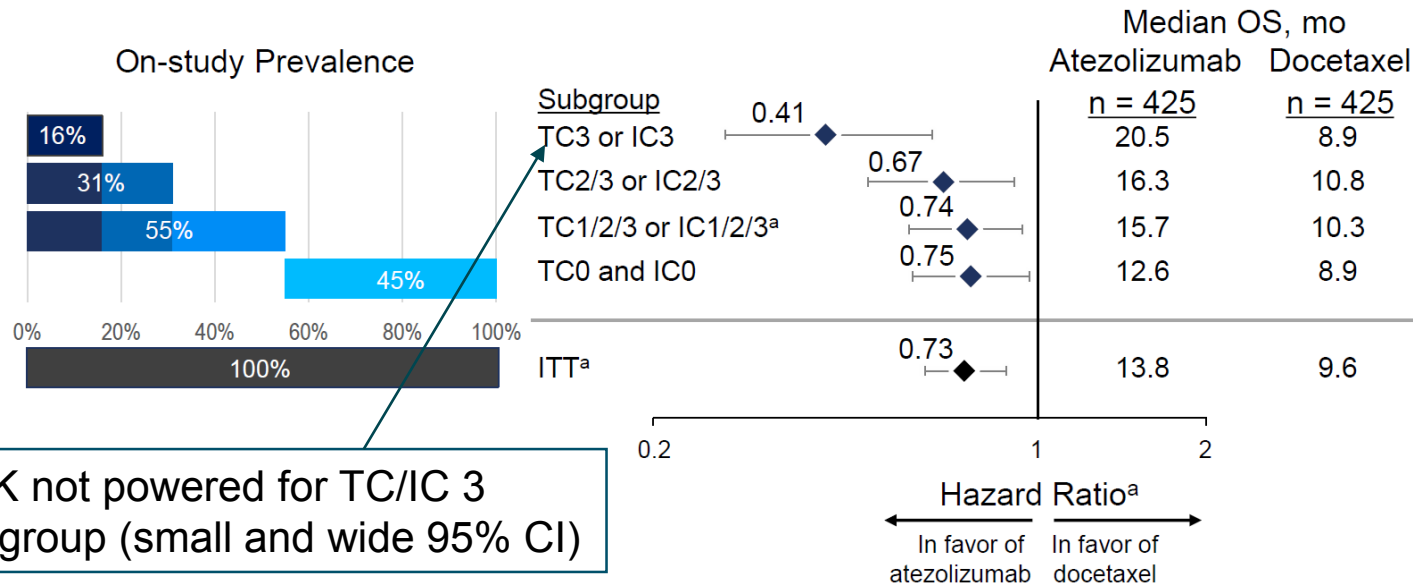 On-study Prevalence
16%
31%
55%
45%
0% 20% 40% 60% 80% 100%
100%
Median OS, mo
Atezolizumab Docetaxel
Subgroup n = 425 n = 425
TC3 or IC3 0.41 20.5 8.9
TC2/3 or IC2/3 0.67 16.3 10.8
TC1/2/3 or IC1/2/3ᵃ 0.74 15.7 10.3
TC0 and IC0 0.75 12.6 8.9
ITTᵃ 0.73 13.8 9.6
0.2 1 2
Hazard Ratioᵃ
In favor of In favor of
atezolizumab docetaxel
K not powered for TC/IC 3
group (small and wide 95% CI)